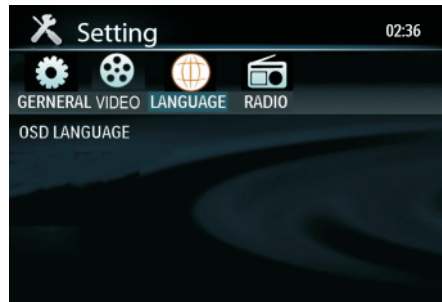 Setting 02:36
GERNERAL VIDEO LANGUAGE RADIO
OSD LANGUAGE